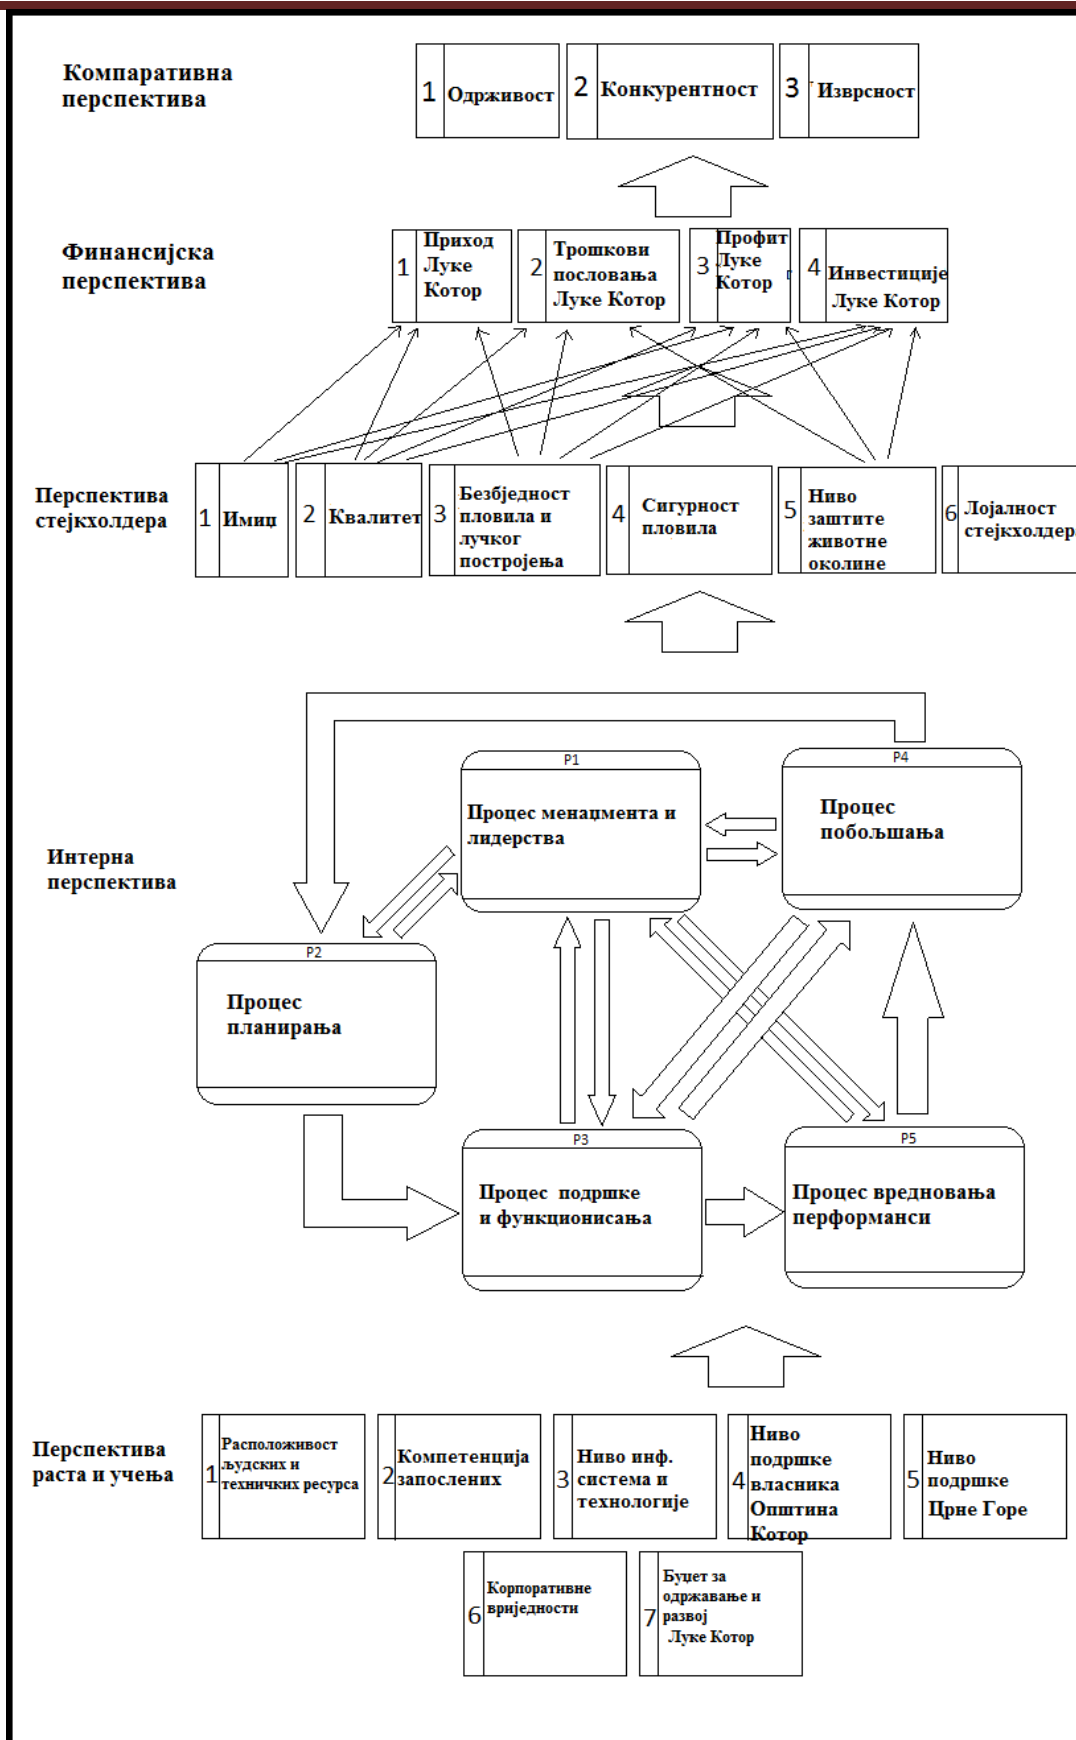 Компаративна
перспектива
1 Одрживост
2 Конкурентност
3 Изврсност
Финансијска
перспектива
1
Приход
Луке
Котор
2
Трошкови
пословања
Луке Котор
3
Профит
Луке
Котор
4
Инвестиције
Луке Котор
Перспектива
стејкхолдера
1 Имиџ
2 Квалитет
3
Безбједност
пловила и
лучког
постројења
4
Сигурност
пловила
5
Ниво
заштите
животне
околине
6
Лојалност
стејкхолдера
Интерна
перспектива
P1
Процес менаџмента и
лидерства
P4
Процес
побољшања
P2
Процес
планирања
P3
Процес подршке
и функционисања
P5
Процес вредновања
перформанси
Перспектива
раста и учења
1
Расположивост
људских и
техничких ресурса
2
Компетенција
запослених
3
Ниво инф.
система и
технологије
4
Ниво
подршке
власника
Општина
Котор
5
Ниво
подршке
Црне Горе
6
Корпоративне
вриједности
7
Буџет за
одржавање и
развој
Луке Котор